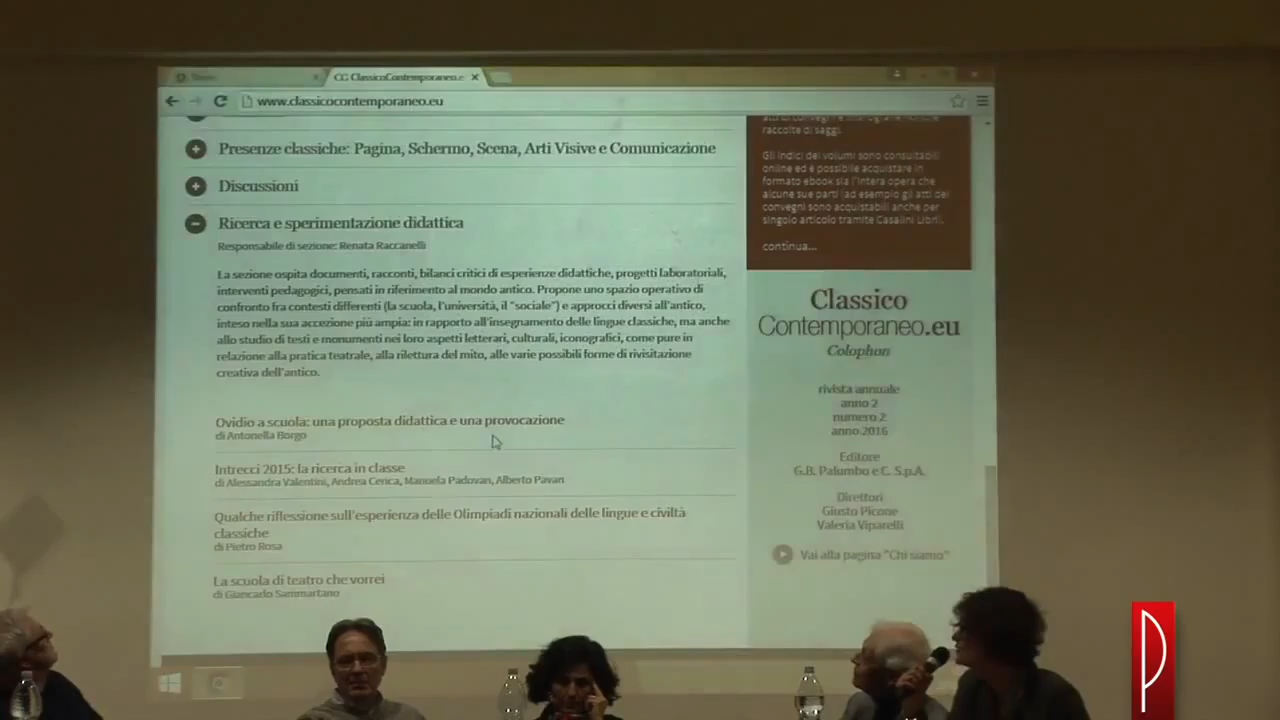 CC ClassicoContemporaneo.e
www.classicocontemporaneo.eu
Presenze classiche: Pagina, Schermo, Scena, Arti Visive e Comunicazione
Discussioni
Ricerca e sperimentazione didattica
Responsabile di sezione: Renata Raccanelli
La sezione ospita documenti, racconti, bilanci critici di esperienze didattiche, progetti laboratoriali,
interventi pedagogici, pensati in riferimento al mondo antico. Propone uno spazio operativo di
confronto fra contesti differenti (la scuola, l'università, il "sociale") e approcci diversi all'antico,
inteso nella sua accezione più ampia: in rapporto all'insegnamento delle lingue classiche, ma anche
allo studio di testi e monumenti nei loro aspetti letterari, culturali, iconografici, come pure in
relazione alla pratica teatrale, alla rilettura del mito, alle varie possibili forme di rivisitazione
creativa dell'antico.
Ovidio a scuola: una proposta didattica e una provocazione
di Antonella Borgo
Intrecci 2015: la ricerca in classe
di Alessandra Valentini, Andrea Cerica, Manuela Padovan, Alberto Pavan
Qualche riflessione sull'esperienza delle Olimpiadi nazionali delle lingue e civiltà
classiche
di Pietro Rosa
La scuola di teatro che vorrei
di Giancarlo Sammartano
raccolte di saggi.
Gli indici dei volumi sono consultabili
online ed è possibile acquistare in
formato ebook sia l'intera opera che
alcune sue parti (ad esempio gli atti dei
convegni sono acquistabili anche per
singolo articolo tramite Casalini Libri).
continua...
Classico
Contemporaneo.eu
Colophon
rivista annuale
anno 2
numero 2
anno 2016
Editore
G.B. Palumbo e C. S.p.A.
Direttori
Giusto Picone
Valeria Viparelli
Vai alla pagina "Chi siamo"
P